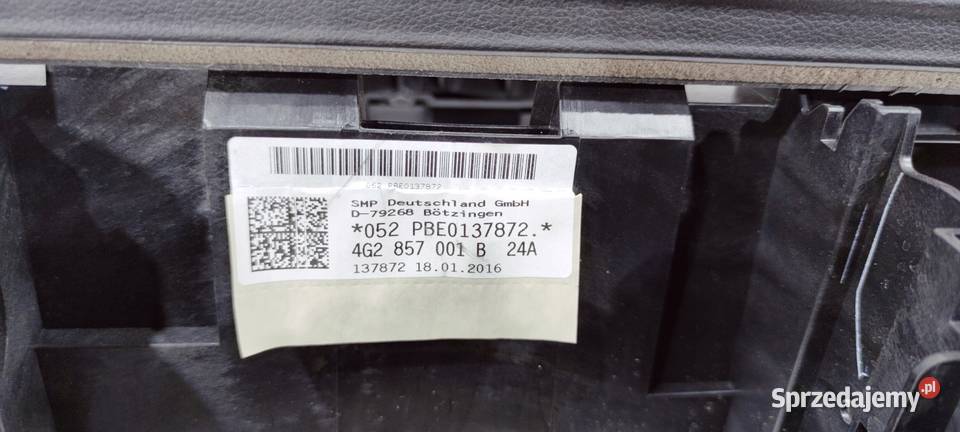 052 PBE0137872
SMP Deutschland GmbH
D-79268 Bötzingen
*052 PBE0137872.*
4G2 857 001 B 24A
137872 18.01.2016
Sprzedajemy.pl